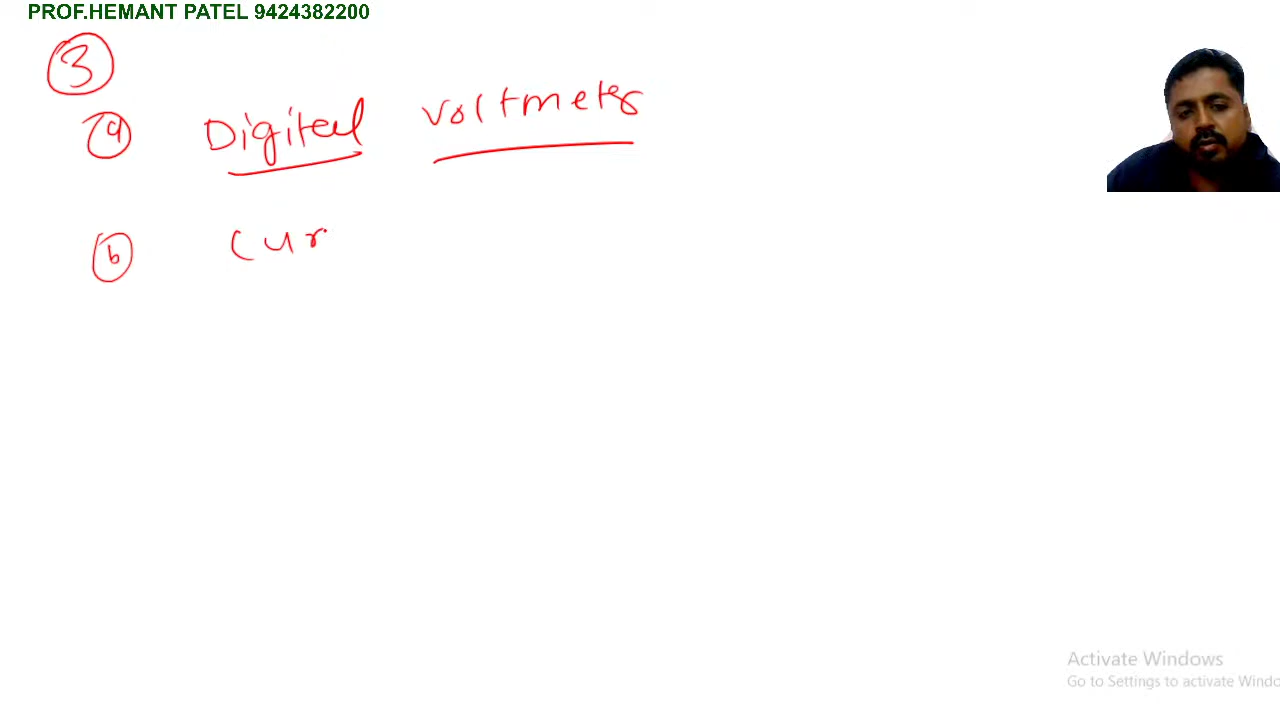 PROF.HEMANT PATEL 9424382200
3
a Digital voltmeter
b Cur
Activate Windows
Go to Settings to activate Windo